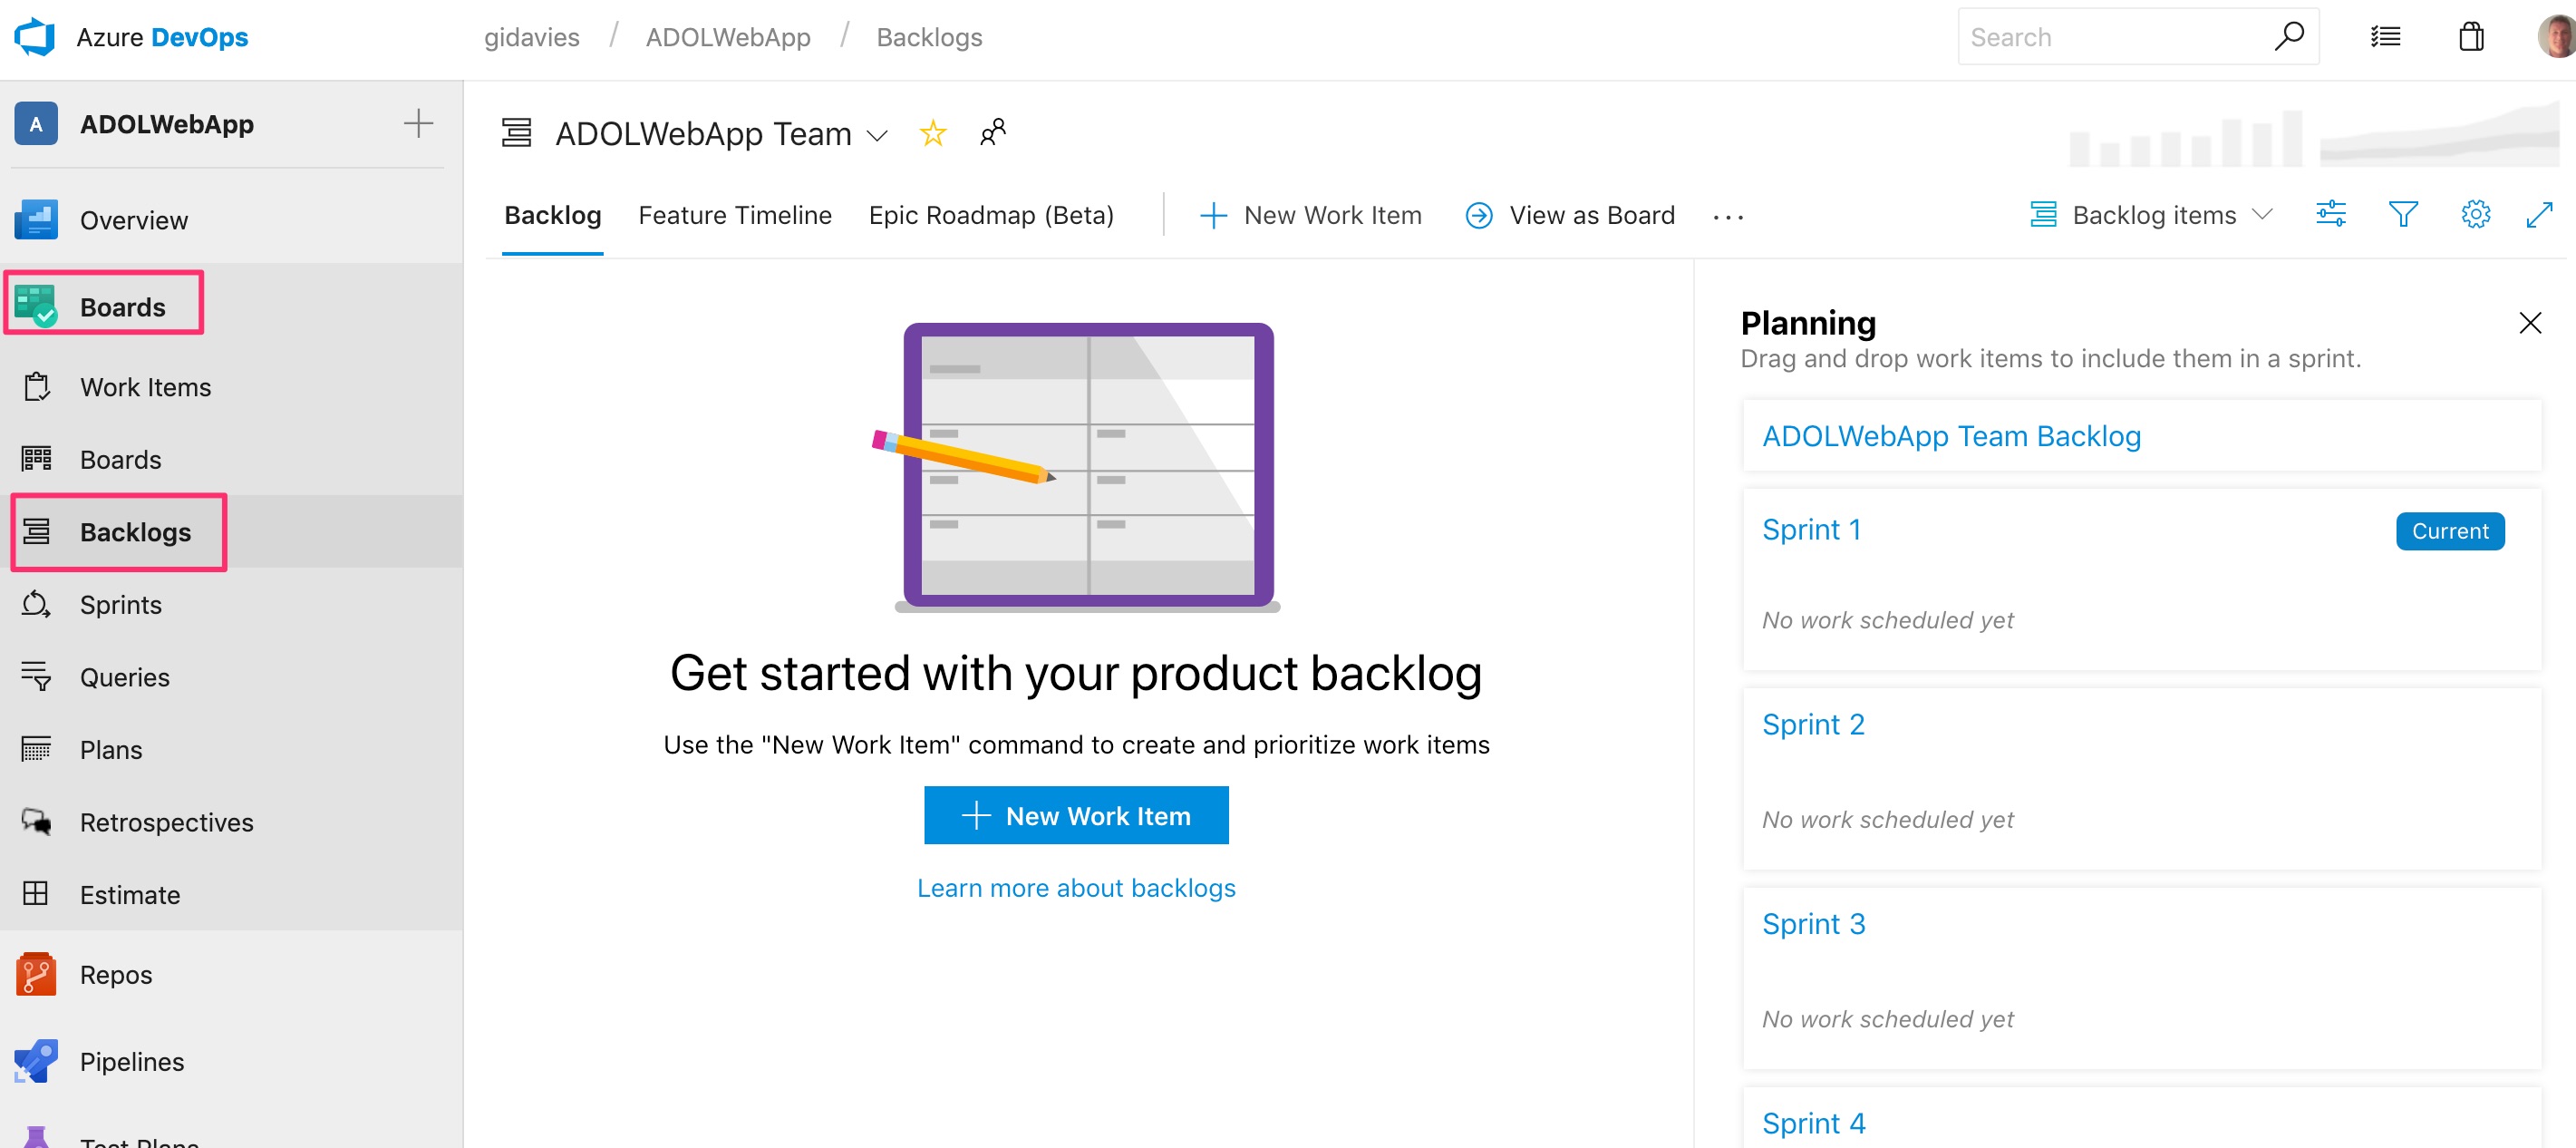 Azure DevOps
gidavies / ADOLWebApp / Backlogs
Search
A ADOLWebApp
Overview
Boards
Work Items
Boards
Backlogs
Sprints
Queries
Plans
Retrospectives
Estimate
Repos
Pipelines
Test Plans
ADOLWebApp Team
Backlog Feature Timeline Epic Roadmap (Beta) New Work Item View as Board ... Backlog items
Get started with your product backlog
Use the "New Work Item" command to create and prioritize work items
New Work Item
Learn more about backlogs
Planning
Drag and drop work items to include them in a sprint.
ADOLWebApp Team Backlog
Sprint 1 Current
No work scheduled yet
Sprint 2
No work scheduled yet
Sprint 3
No work scheduled yet
Sprint 4